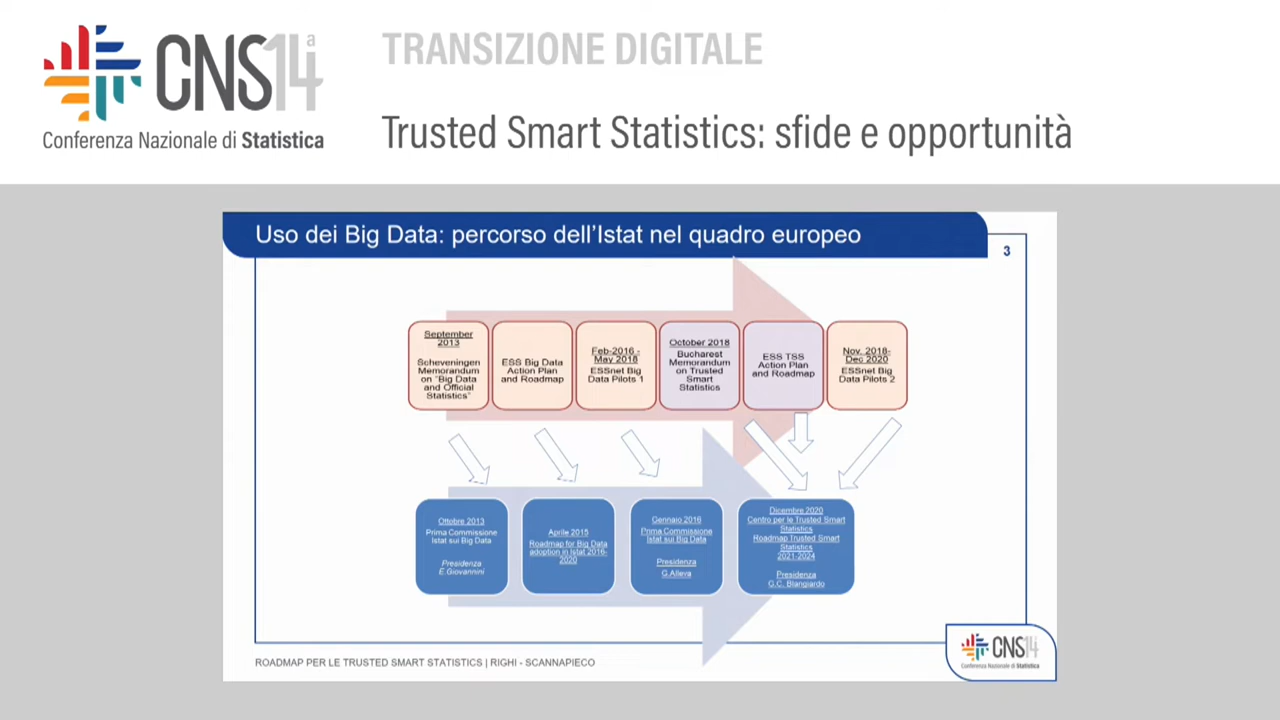 CNS14a
Conferenza Nazionale di Statistica
TRANSIZIONE DIGITALE
Trusted Smart Statistics: sfide e opportunità
Uso dei Big Data: percorso dell'Istat nel quadro europeo
3
September
2013
Scheveningen
Memorandum
on "Big Data
and Official
Statistics"
ESS Big Data
Action Plan
and Roadmap
Feb-2016 -
May 2018
ESSnet Big
Data Pilots 1
October 2018
Bucharest
Memorandum
on Trusted
Smart
Statistics
ESS TSS
Action Plan
and Roadmap
Nov. 2018-
Dec 2020
ESSnet Big
Data Pilots 2
Ottobre 2013
Prima Commissione
Istat sui Big Data
Presidenza
E.Giovannini
Aprile 2015
Roadmap for Big Data
adoption in Istat 2016-
2020
Gennaio 2016
Prima Commissione
Istat sui Big Data
Presidenza
G.Alleva
Dicembre 2020
Centro per le Trusted Smart
Statistics
Roadmap Trusted Smart
Statistics
2021-2024
Presidenza
G.C. Blangiardo
ROADMAP PER LE TRUSTED SMART STATISTICS | RIGHI - SCANNAPIECO
CNS14
Conferenza Nazionale di Statistica